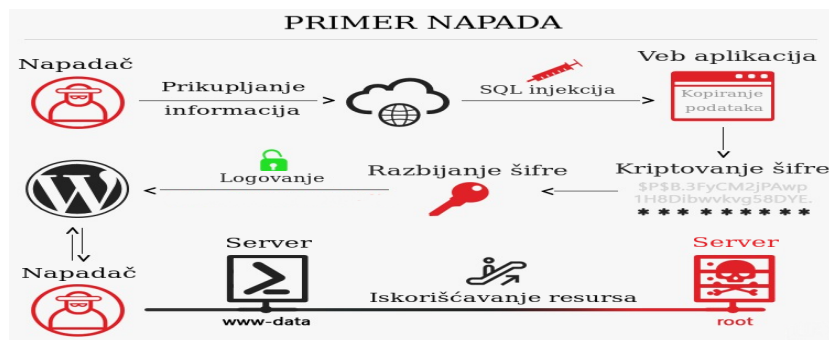 PRIMER NAPADA
Napadač
Prikupljanje
informacija
SQL injekcija
Veb aplikacija
Kopiranje
podataka
Kriptovanje šifre
$P$B.3FyCM2jPAwp
1H8Dibwvkvg58DYE.
*********
Razbijanje šifre
Logovanje
Napadač
Server
www-data
Iskorišćavanje resursa
Server
root